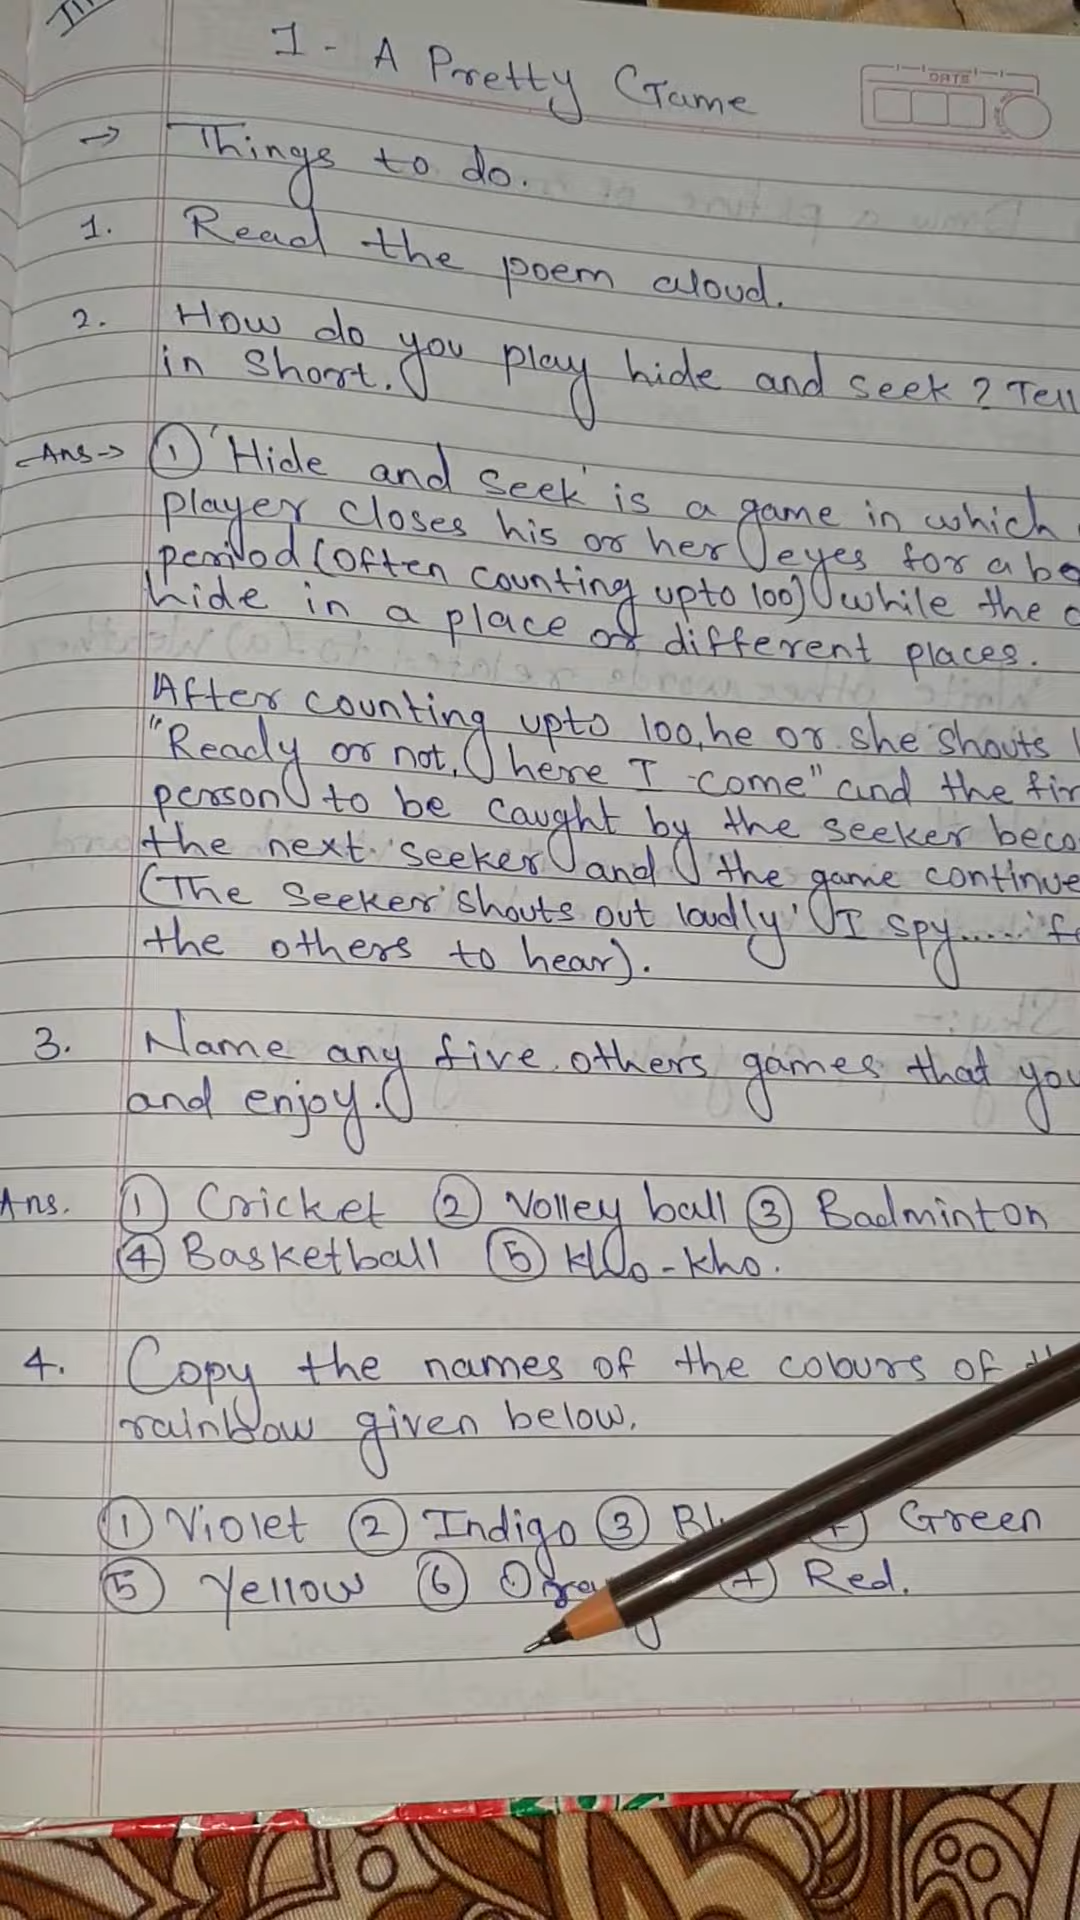 1 - A Pretty Game
DATE
→ Things to do.
1. Read the poem aloud.
2. How do you play hide and seek? Tell
in short.
Ans → ① 'Hide and seek' is a game in which
player closes his or her eyes for a
period (often counting upto 100) while the
hide in a place or different places.
After counting upto 100, he or she shouts
"Ready or not, here I come" and the
person to be caught by the seeker
the next seeker and the game continue
(The seeker shouts out loudly 'I spy.....'
the others to hear).
3. Name any five others games that you
and enjoy.
Ans. ① Cricket ② Volley ball ③ Badminton
④ Basketball ⑤ Kho-kho.
4. Copy the names of the colours of
rainbow given below.
① Violet ② Indigo ③ Green
⑤ Yellow ⑥ Red.